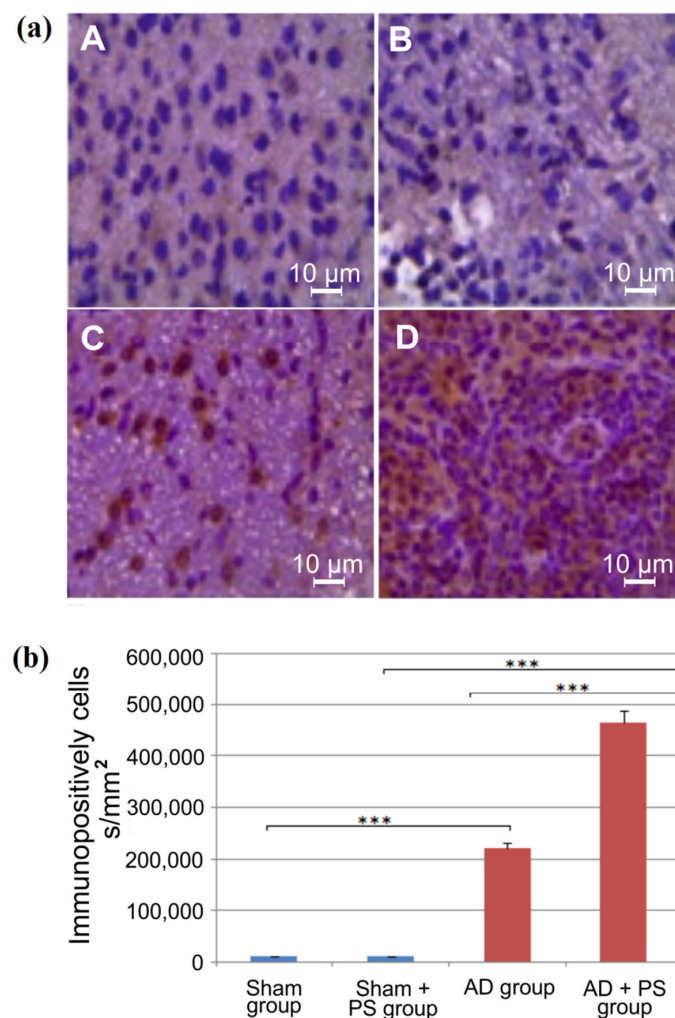 (a)
A
B
10 µm
10 µm
C
D
10 µm
10 µm
(b)
Immunopositively cells
s/mm²
600,000
500,000
400,000
300,000
200,000
100,000
0
***
***
***
Sham
group
Sham +
PS group
AD group
AD + PS
group